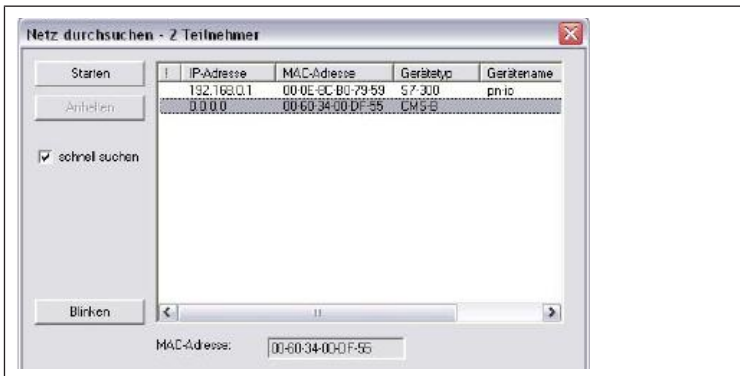 Netz durchsuchen - 2 Teilnehmer
Starten
! IP-Adresse MAC-Adresse Gerätetyp Gerätename
192.168.0.1 00-0E-8C-B0-79-59 S7-300 pn-io
Anhalten
0.0.0.0 00-60-34-00-DF-55 CMS-B
schnell suchen
Blinken
MAC-Adresse: 00-60-34-00-DF-55